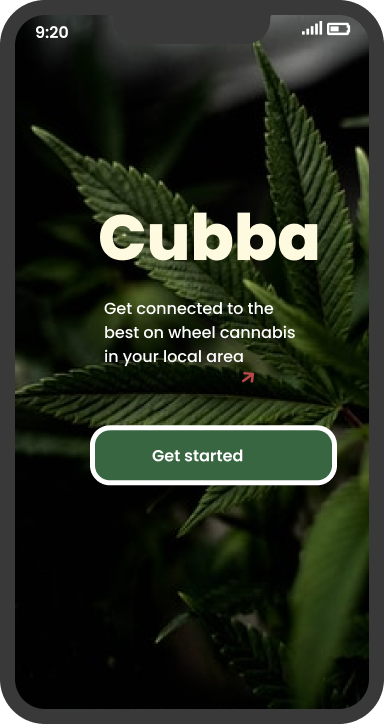 9:20
Cubba
Get connected to the
best on wheel cannabis
in your local area
Get started